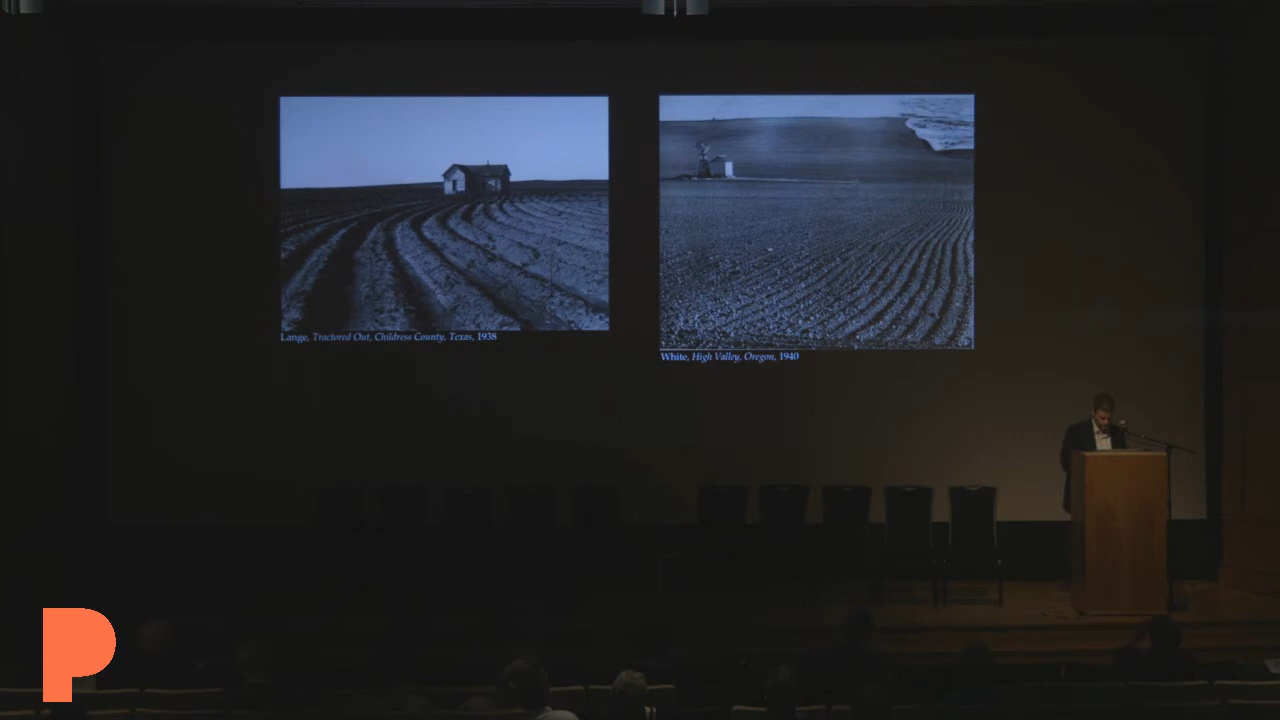 Lange, Tractored Out, Childress County, Texas, 1938
White, High Valley, Oregon, 1940